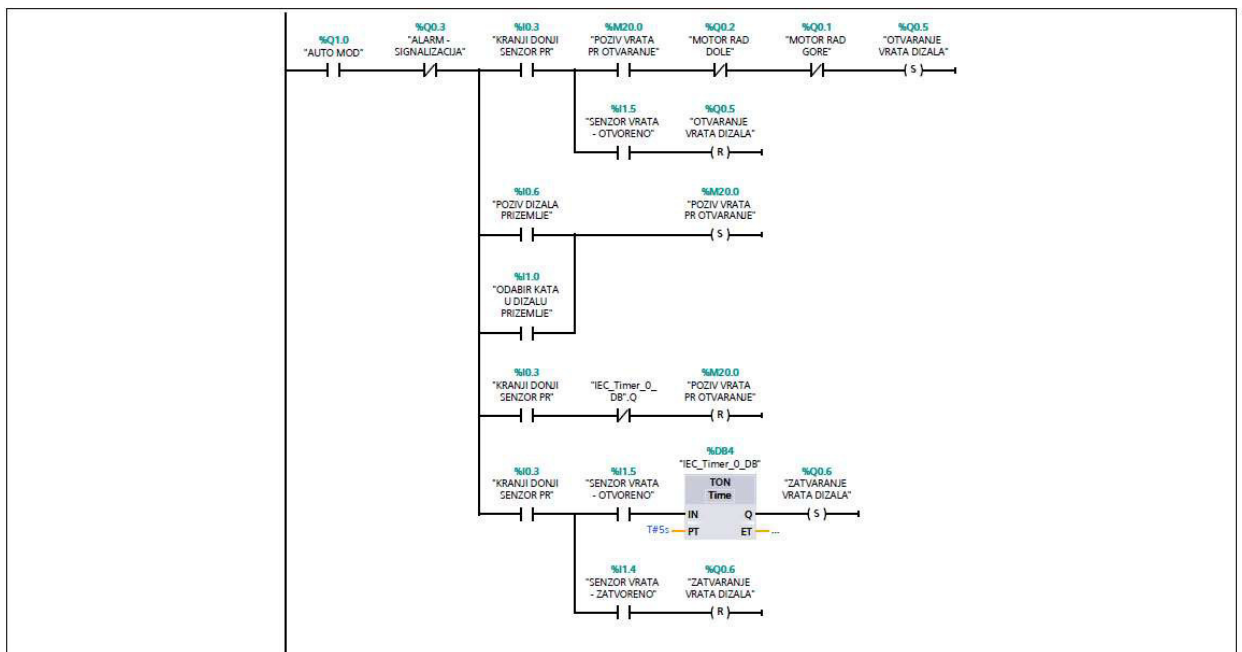 %Q1.0
"AUTO MOD"
%Q0.3
"ALARM -
SIGNALIZACIJA"
%I0.3
"KRANJI DONJI
SENZOR PR"
%M20.0
"POZIV VRATA
PR OTVARANJE"
%Q0.2
"MOTOR RAD
DOLE"
%Q0.1
"MOTOR RAD
GORE"
%Q0.5
"OTVARANJE
VRATA DIZALA"
S
%I1.5
"SENZOR VRATA
- OTVORENO"
%Q0.5
"OTVARANJE
VRATA DIZALA"
R
%I0.6
"POZIV DIZALA
PRIZEMLJE"
%M20.0
"POZIV VRATA
PR OTVARANJE"
S
%I1.0
"ODABIR KATA
U DIZALU
PRIZEMLJE"
%I0.3
"KRANJI DONJI
SENZOR PR"
"IEC_Timer_0_
DB".Q
%M20.0
"POZIV VRATA
PR OTVARANJE"
R
%I0.3
"KRANJI DONJI
SENZOR PR"
%I1.5
"SENZOR VRATA
- OTVORENO"
%DB4
"IEC_Timer_0_DB"
TON
Time
IN Q
T#5s PT ET ...
%Q0.6
"ZATVARANJE
VRATA DIZALA"
S
%I1.4
"SENZOR VRATA
- ZATVORENO"
%Q0.6
"ZATVARANJE
VRATA DIZALA"
R